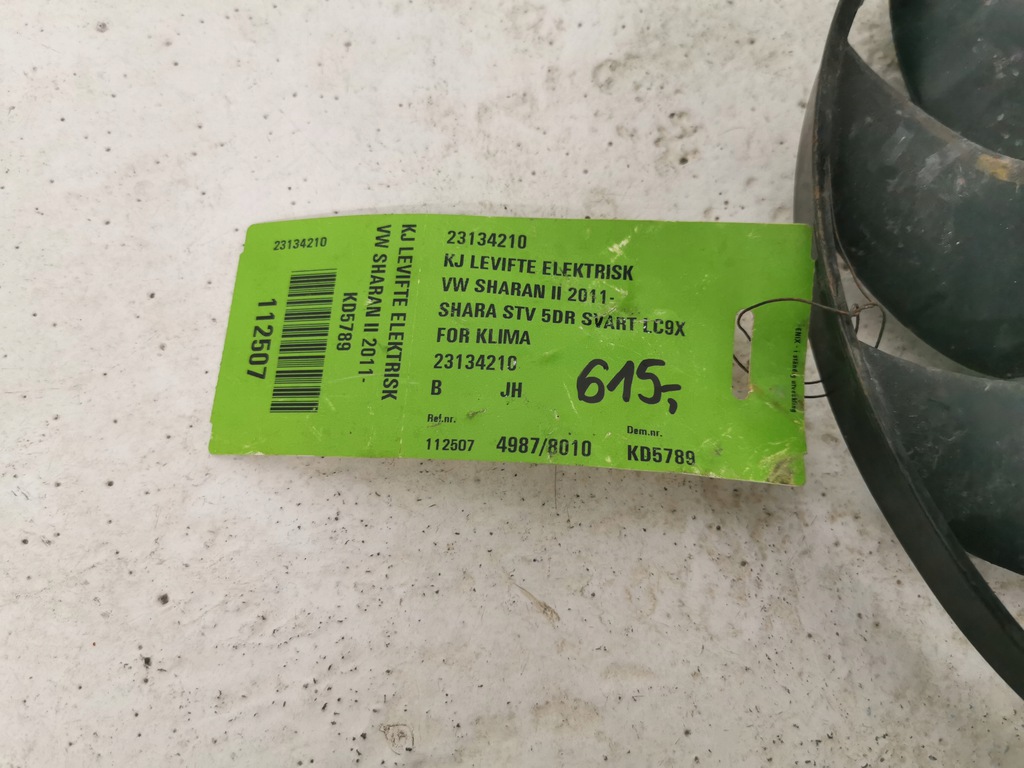 23134210
112507
KD5789
VW SHARAN II 2011-
KJ LEVIFTE ELEKTRISK
23134210
KJ LEVIFTE ELEKTRISK
VW SHARAN II 2011-
SHARA STV 5DR SVART LC9X
FOR KLIMA
23134210
B JH 615,-
Ref.nr. Dem.nr.
112507 4987/8010 KD5789